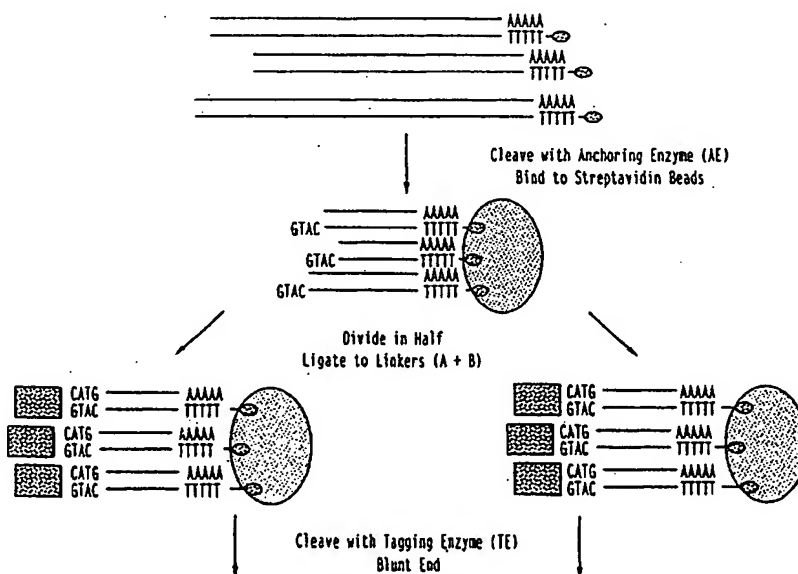 AAAAA
TTTTT
AAAAA
TTTTT
AAAAA
TTTTT
Cleave with Anchoring Enzyme (AE)
Bind to Streptavidin Beads
AAAAA
GTAC TTTTT
AAAAA
GTAC TTTTT
AAAAA
GTAC TTTTT
Divide in Half
Ligate to Linkers (A + B)
CATG AAAAA
GTAC TTTTT
CATG AAAAA
GTAC TTTTT
CATG AAAAA
GTAC TTTTT
CATG AAAAA
GTAC TTTTT
CATG AAAAA
GTAC TTTTT
CATG AAAAA
GTAC TTTTT
Cleave with Tagging Enzyme (TE)
Blunt End